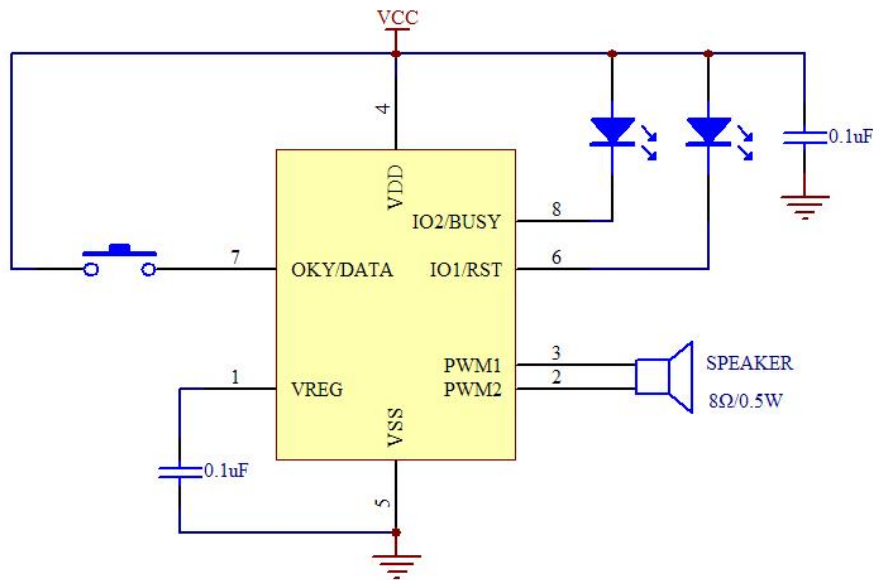 VCC
4
VDD
0.1uF
IO2/BUSY
8
7
OKY/DATA
IO1/RST
6
PWM1
3
SPEAKER
1
VREG
PWM2
2
8Ω/0.5W
VSS
0.1uF
5